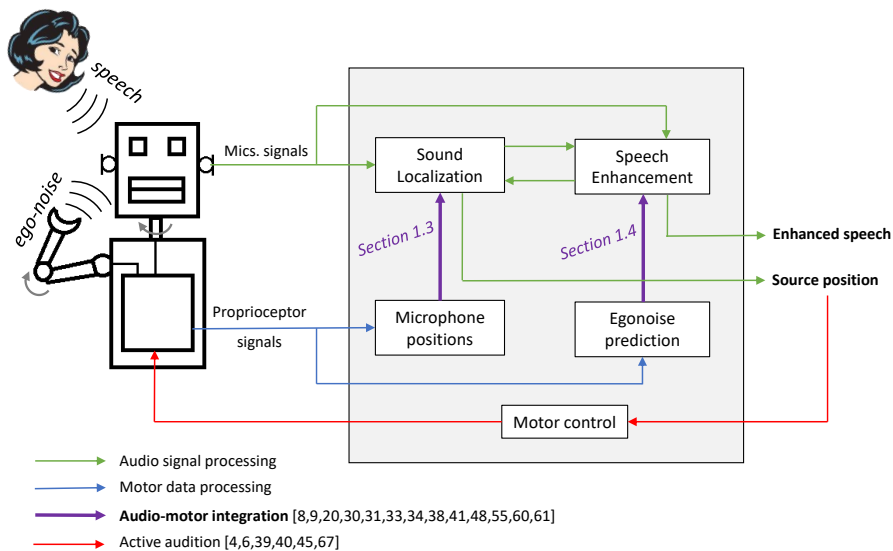 speech
Mics. signals
Sound
Localization
Speech
Enhancement
ego-noise
Section 1.3
Section 1.4
Enhanced speech
Source position
Proprioceptor
signals
Microphone
positions
Egonoise
prediction
Motor control
Audio signal processing
Motor data processing
Audio-motor integration [8,9,20,30,31,33,34,38,41,48,55,60,61]
Active audition [4,6,39,40,45,67]